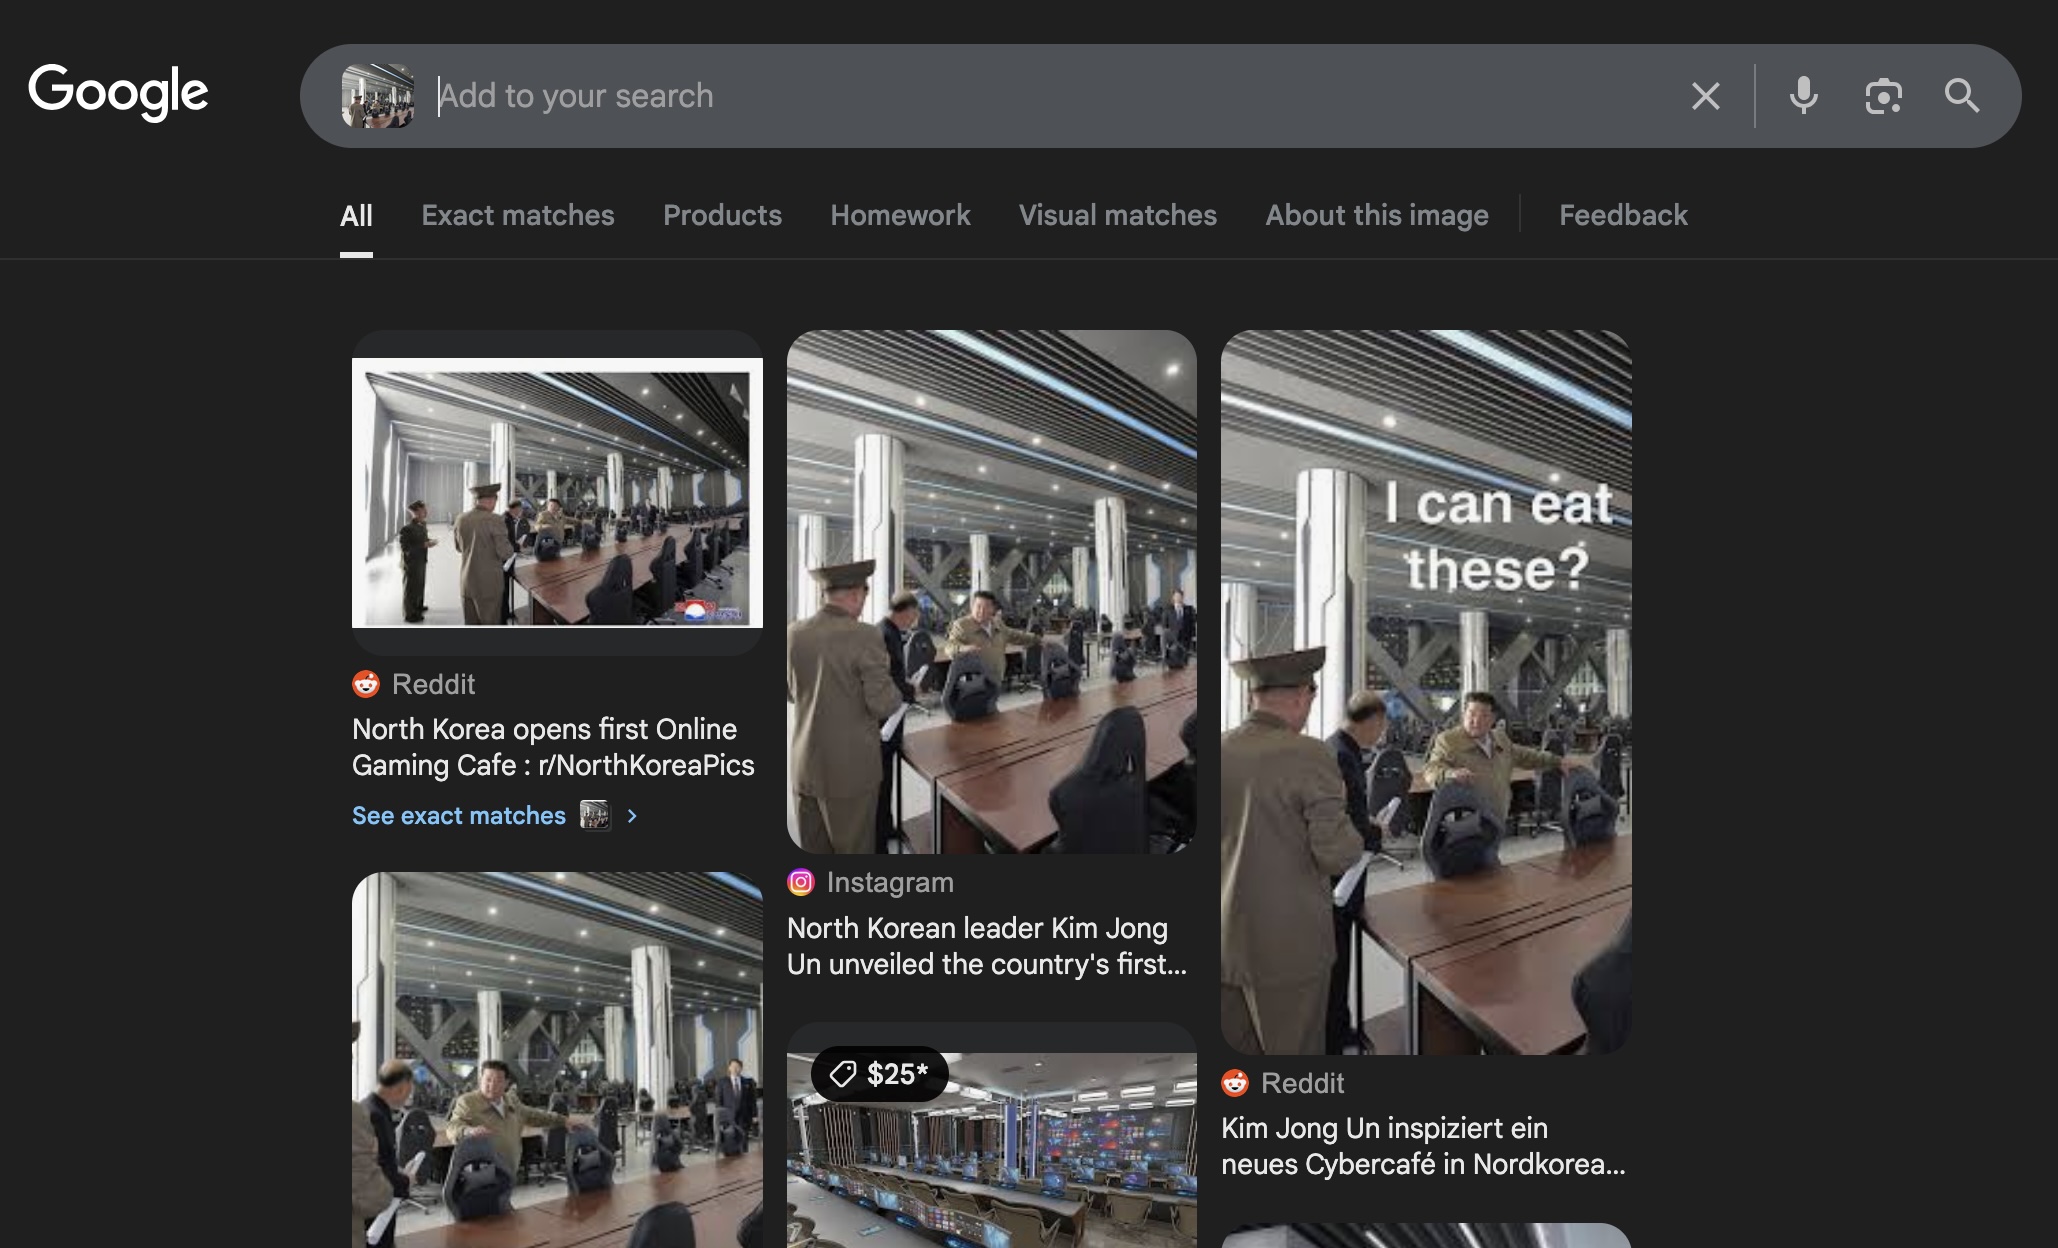 Google
Add to your search
All
Exact matches
Products
Homework
Visual matches
About this image
Feedback
Reddit
North Korea opens first Online
Gaming Cafe : r/NorthKoreaPics
See exact matches
Instagram
North Korean leader Kim Jong
Un unveiled the country's first...
$25*
I can eat
these?
Reddit
Kim Jong Un inspiziert ein
neues Cybercafé in Nordkorea...